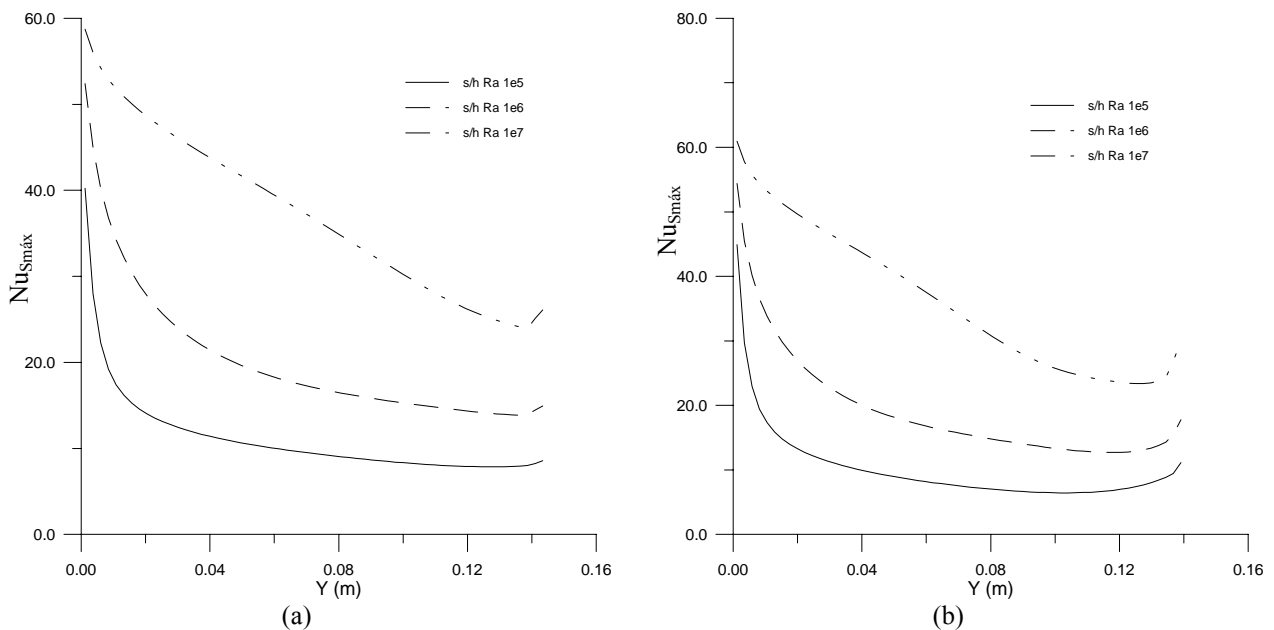 60.0
40.0
20.0
0.0
Nu_Smáx
s/h Ra 1e5
s/h Ra 1e6
s/h Ra 1e7
0.00 0.04 0.08 0.12 0.16
Y (m)
(a)
80.0
60.0
40.0
20.0
0.0
Nu_Smáx
s/h Ra 1e5
s/h Ra 1e6
s/h Ra 1e7
0.00 0.04 0.08 0.12 0.16
Y (m)
(b)